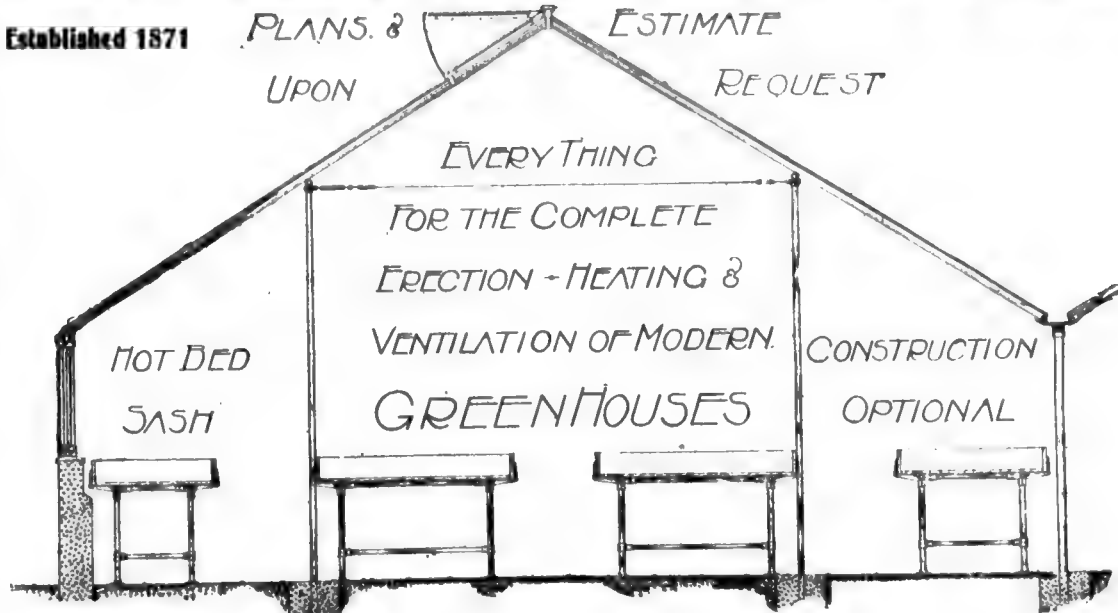 Established 1871
PLANS. & ESTIMATE
UPON REQUEST
EVERY THING
FOR THE COMPLETE
ERECTION - HEATING &
VENTILATION OF MODERN.
GREENHOUSES
HOT BED
SASH
CONSTRUCTION
OPTIONAL